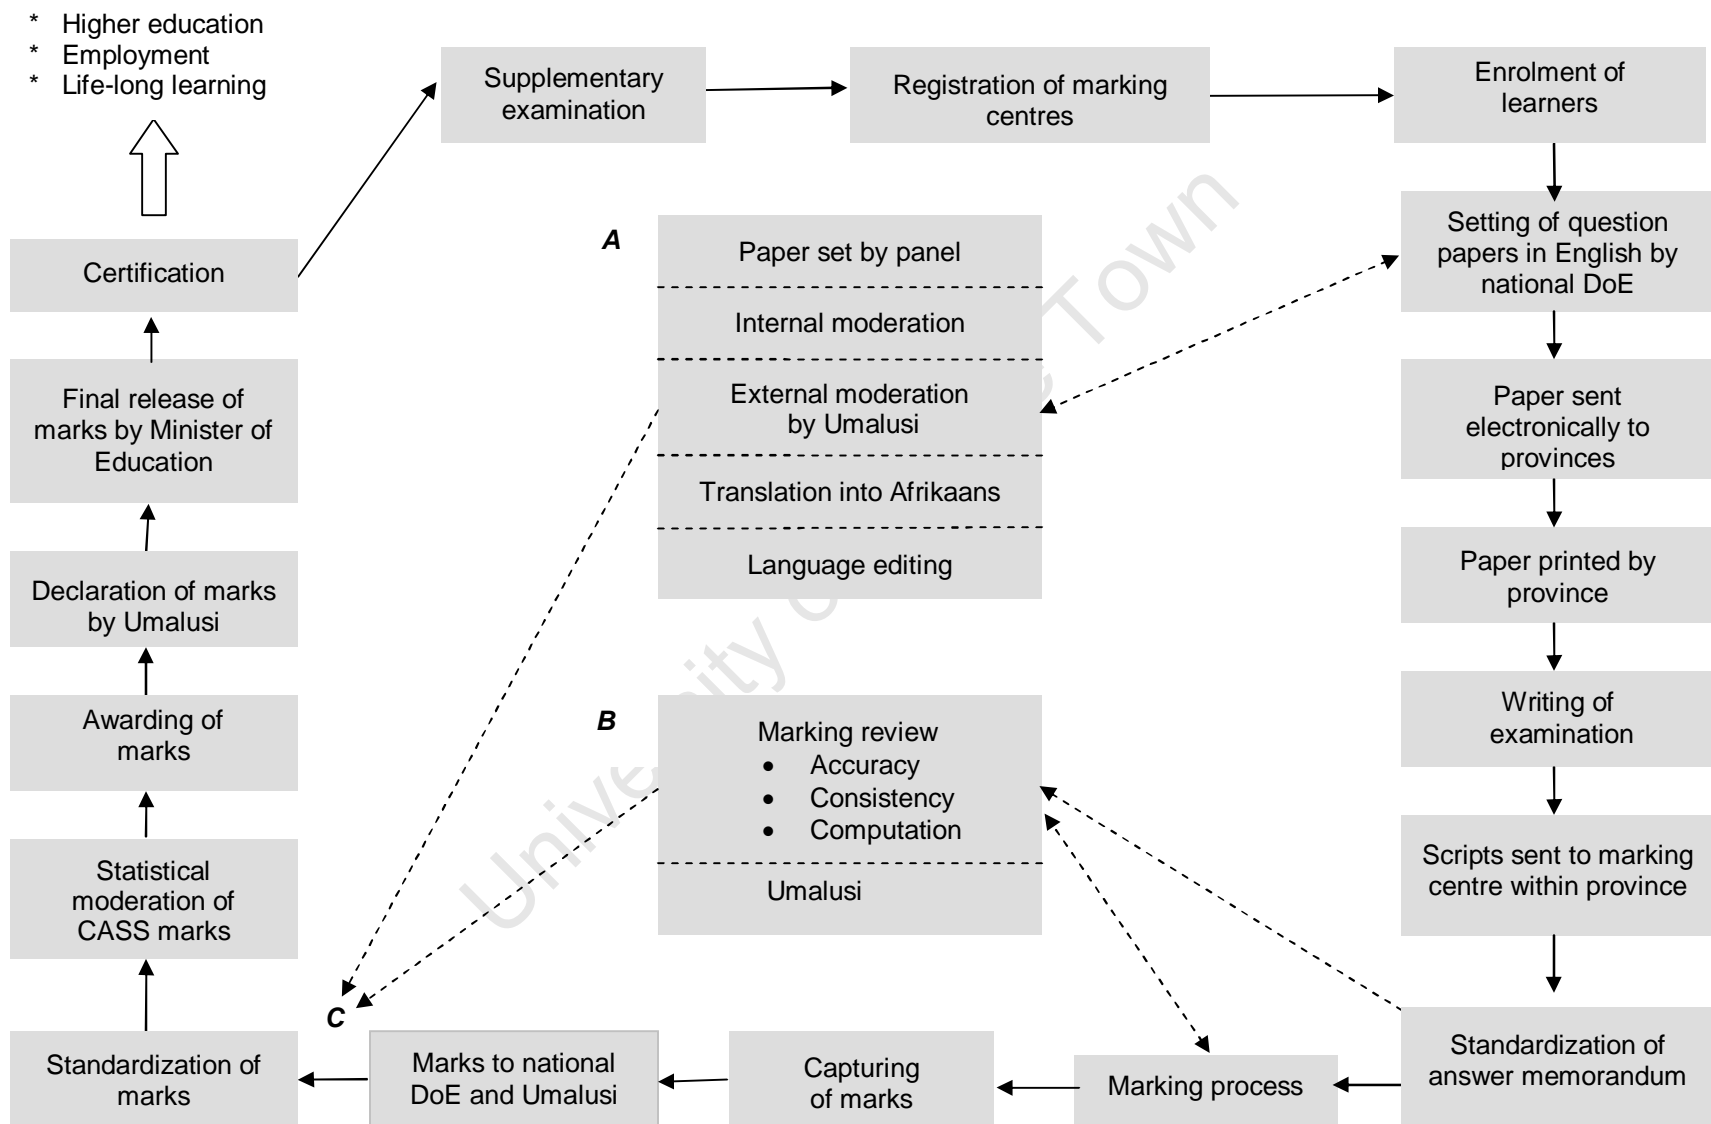 * Higher education
* Employment
* Life-long learning
Supplementary
examination
Registration of marking
centres
Enrolment of
learners
Certification
A
Paper set by panel
Internal moderation
External moderation
by Umalusi
Translation into Afrikaans
Language editing
Setting of question
papers in English by
national DoE
Final release of
marks by Minister of
Education
Paper sent
electronically to
provinces
Declaration of marks
by Umalusi
Paper printed by
province
Awarding of
marks
B
Marking review
• Accuracy
• Consistency
• Computation
Umalusi
Writing of
examination
Statistical
moderation of
CASS marks
Scripts sent to marking
centre within province
C
Standardization of
marks
Marks to national
DoE and Umalusi
Capturing
of marks
Marking process
Standardization of
answer memorandum